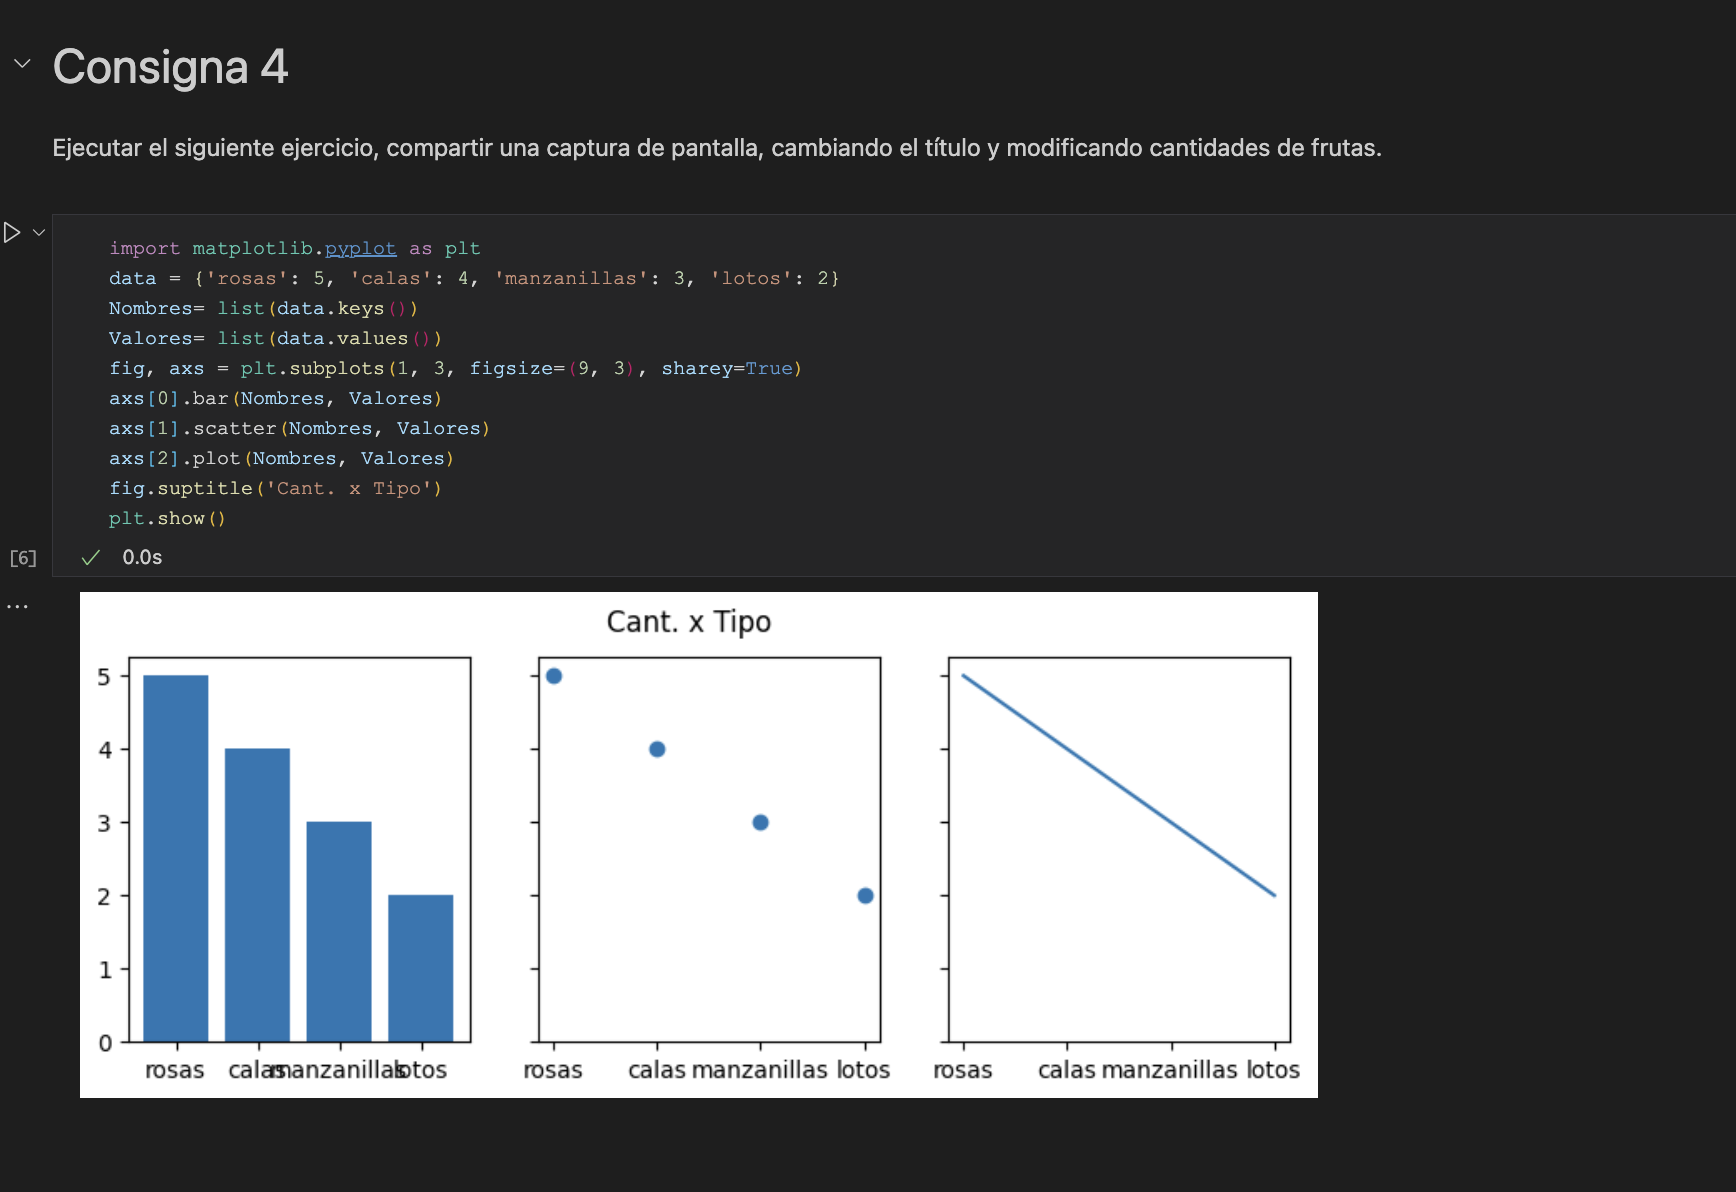 Consigna 4
Ejecutar el siguiente ejercicio, compartir una captura de pantalla, cambiando el título y modificando cantidades de frutas.
import matplotlib.pyplot as plt
data = {'rosas': 5, 'calas': 4, 'manzanillas': 3, 'lotos': 2}
Nombres= list(data.keys())
Valores= list(data.values())
fig, axs = plt.subplots(1, 3, figsize=(9, 3), sharey=True)
axs[0].bar(Nombres, Valores)
axs[1].scatter(Nombres, Valores)
axs[2].plot(Nombres, Valores)
fig.suptitle('Cant. x Tipo')
plt.show()
[6] 0.0s
...
Cant. x Tipo
5
4
3
2
1
0
rosas calas manzanillas lotos rosas calas manzanillas lotos rosas calas manzanillas lotos